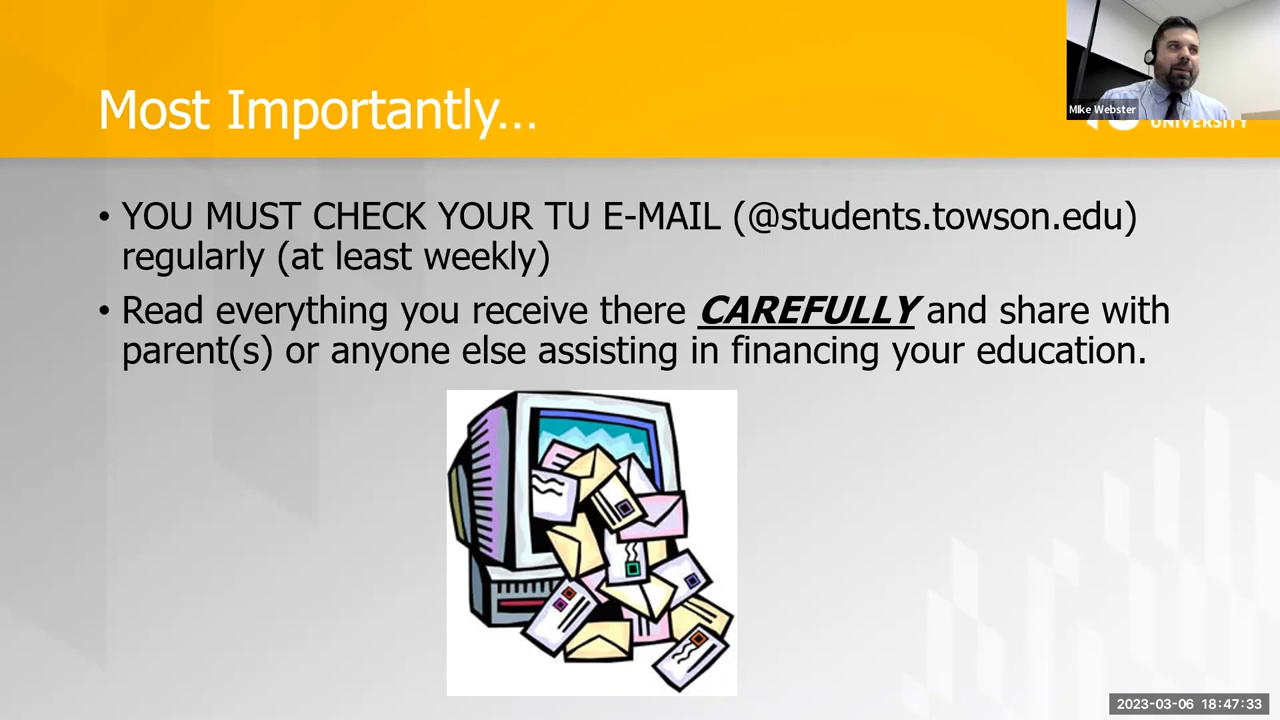 Most Importantly...
MIke Webster
UNIVERSITY
• YOU MUST CHECK YOUR TU E-MAIL (@students.towson.edu)
regularly (at least weekly)
• Read everything you receive there CAREFULLY and share with
parent(s) or anyone else assisting in financing your education.
2023-03-06 18:47:33